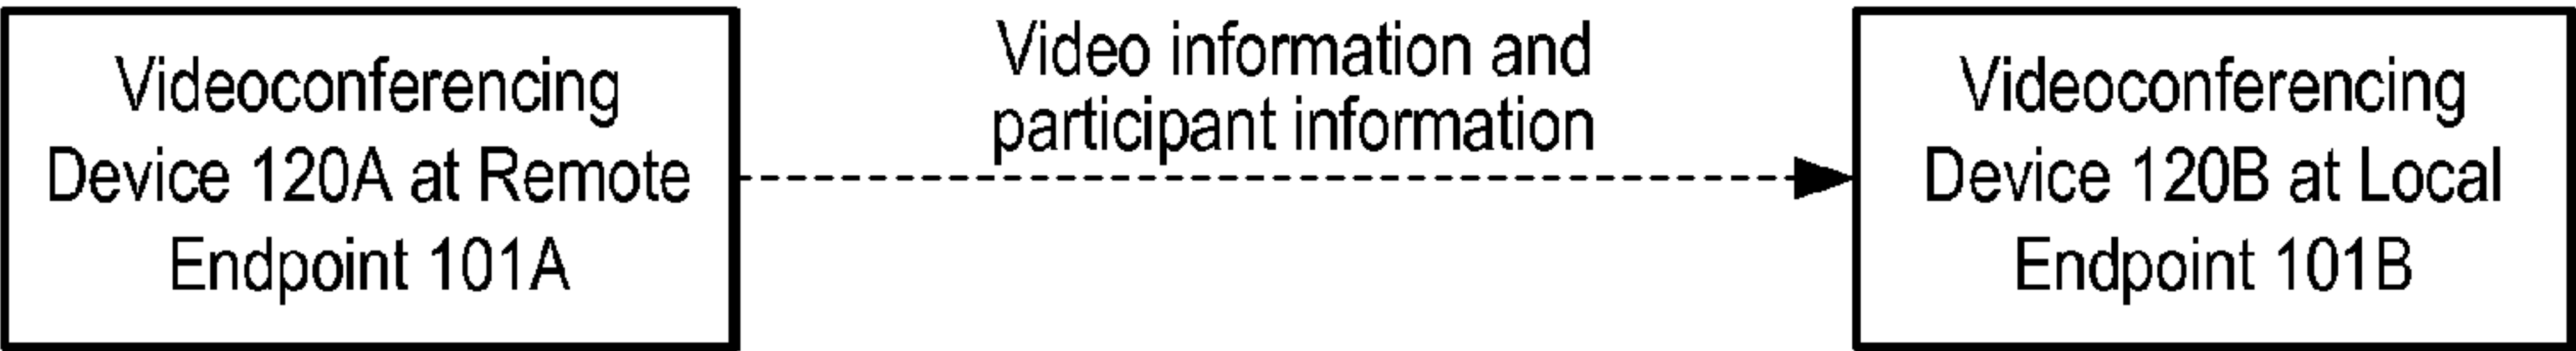 Videoconferencing
Device 120A at Remote
Endpoint 101A
Video information and
participant information
Videoconferencing
Device 120B at Local
Endpoint 101B